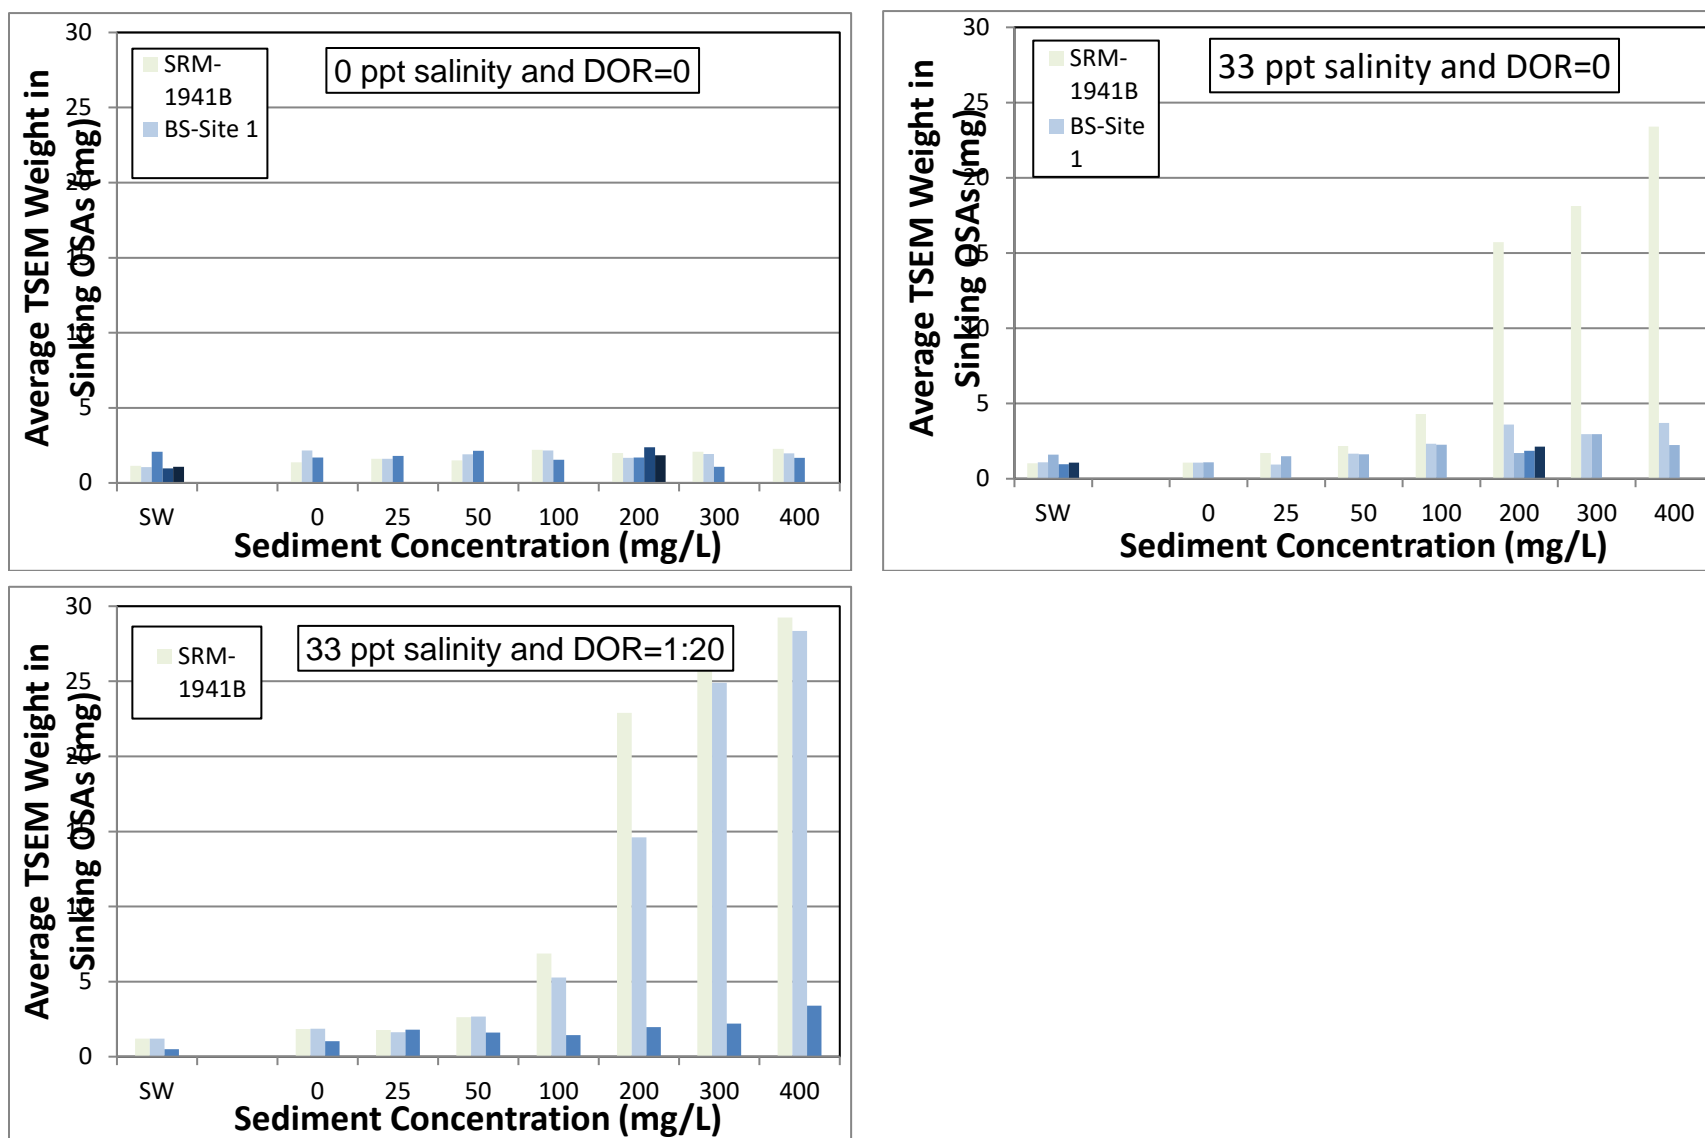 30
25
20
15
10
5
0
Average TSEM Weight in
Sinking OSAs (mg)
SRM-
1941B
BS-Site 1
0 ppt salinity and DOR=0
SW 0 25 50 100 200 300 400
Sediment Concentration (mg/L)
30
25
20
15
10
5
0
Average TSEM Weight in
Sinking OSAs (mg)
SRM-
1941B
BS-Site
1
33 ppt salinity and DOR=0
SW 0 25 50 100 200 300 400
Sediment Concentration (mg/L)
30
25
20
15
10
5
0
Average TSEM Weight in
Sinking OSAs (mg)
SRM-
1941B
33 ppt salinity and DOR=1:20
SW 0 25 50 100 200 300 400
Sediment Concentration (mg/L)